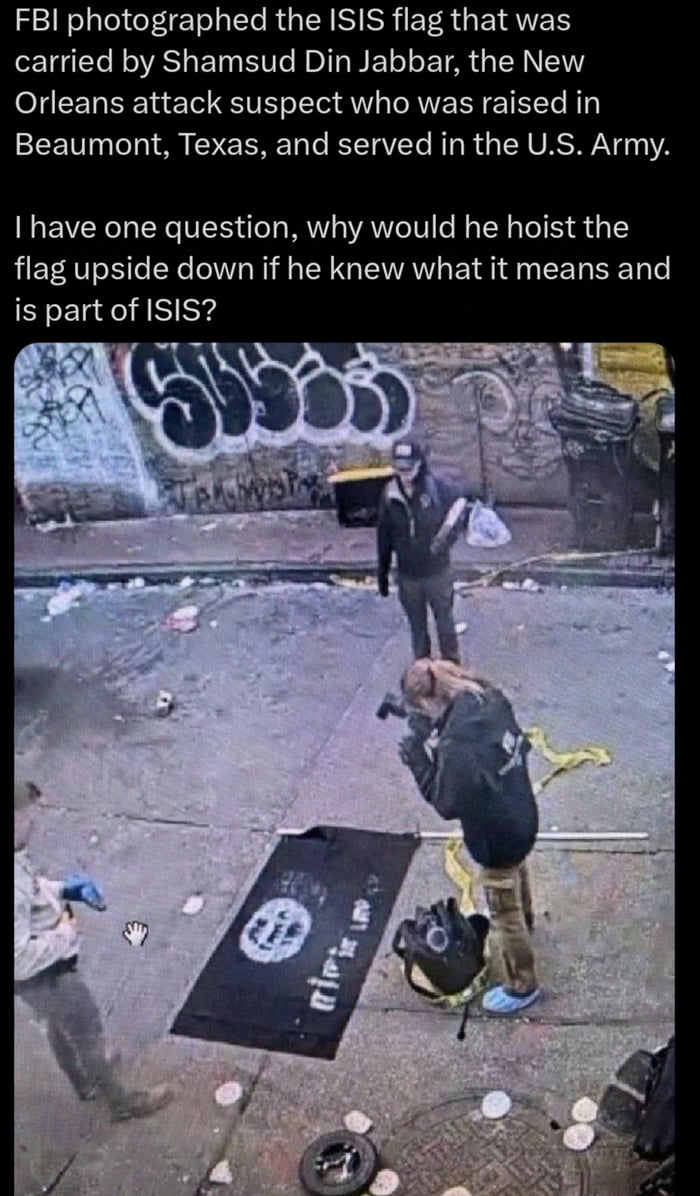 FBI photographed the ISIS flag that was
carried by Shamsud Din Jabbar, the New
Orleans attack suspect who was raised in
Beaumont, Texas, and served in the U.S. Army.
I have one question, why would he hoist the
flag upside down if he knew what it means and
is part of ISIS?